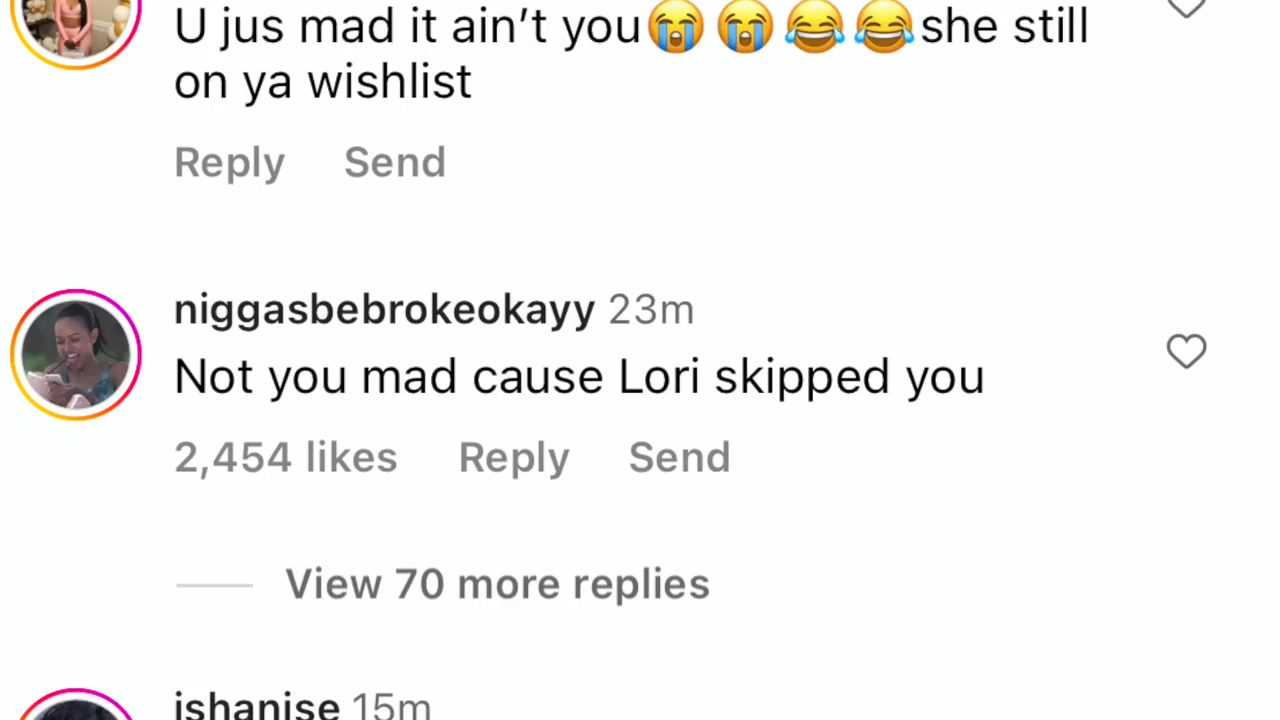 U jus mad it ain’t you😭😭😂😂she still
on ya wishlist
Reply Send
niggasbebrokeokayy 23m
Not you mad cause Lori skipped you
2,454 likes Reply Send
View 70 more replies
ishanise 15m